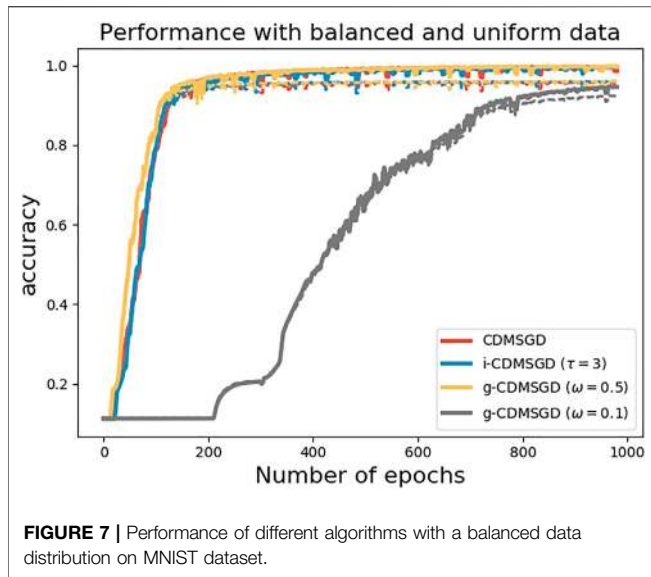 Performance with balanced and uniform data
1.0
0.8
0.6
0.4
0.2
accuracy
CDMSGD
i-CDMSGD (τ = 3)
g-CDMSGD (ω = 0.5)
g-CDMSGD (ω = 0.1)
0 200 400 600 800 1000
Number of epochs
FIGURE 7 | Performance of different algorithms with a balanced data
distribution on MNIST dataset.